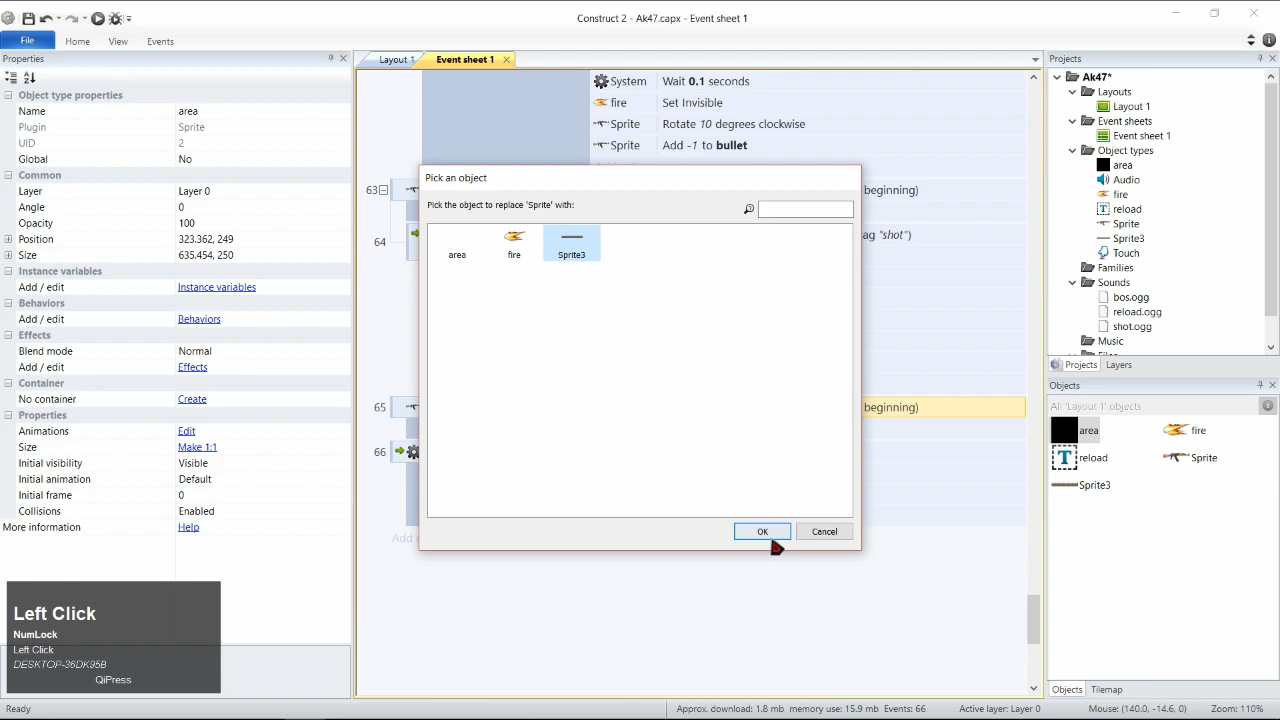 Construct 2 - Ak47.capx - Event sheet 1
File
Home
View
Events
Properties
Object type properties
Name area
Plugin Sprite
UID 2
Global No
Common
Layer Layer 0
Angle 0
Opacity 100
Position 323.362, 249
Size 635.454, 250
Instance variables
Add / edit Instance variables
Behaviors
Add / edit Behaviors
Effects
Blend mode Normal
Add / edit Effects
Container
No container Create
Properties
Animations Edit
Size Make 1:1
Initial visibility Visible
Initial animation Default
Initial frame 0
Collisions Enabled
More information Help
Left Click
NumLock
Left Click
DESKTOP-36DK95B
QiPress
Layout 1
Event sheet 1
System Wait 0.1 seconds
fire Set Invisible
Sprite Rotate 10 degrees clockwise
Sprite Add -1 to bullet
63 beginning)
64 ag "shot")
65 beginning)
66
Add
Pick an object
Pick the object to replace 'Sprite' with:
area
fire
Sprite3
OK
Cancel
Projects
Ak47*
Layouts
Layout 1
Event sheets
Event sheet 1
Object types
area
Audio
fire
reload
Sprite
Sprite3
Touch
Families
Sounds
bos.ogg
reload.ogg
shot.ogg
Music
Projects
Layers
Objects
All 'Layout 1' objects
area
fire
T reload
Sprite
Sprite3
Objects
Tilemap
Ready
Approx. download: 1.8 mb memory use: 15.9 mb Events: 66
Active layer: Layer 0
Mouse: (140.0, -14.6, 0)
Zoom: 110%